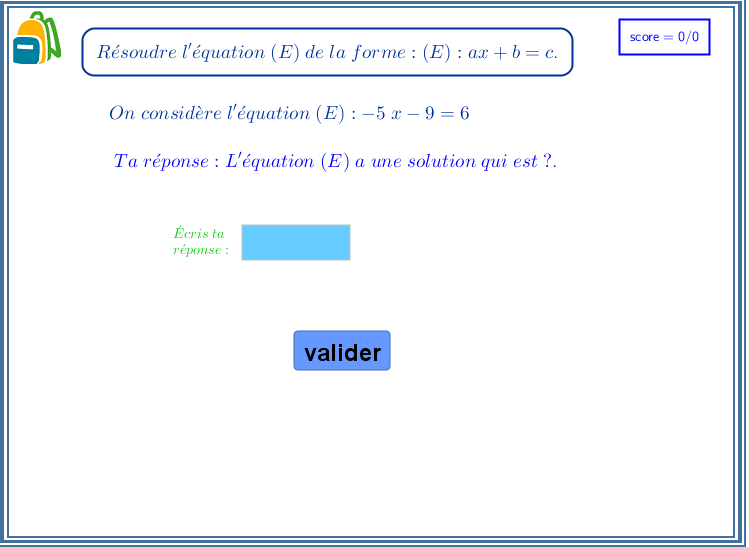 Résoudre l'équation (E) de la forme : (E) : ax + b = c.
score = 0/0
On considère l'équation (E) : −5 x − 9 = 6
Ta réponse : L'équation (E) a une solution qui est ?.
Écris ta
réponse :
valider